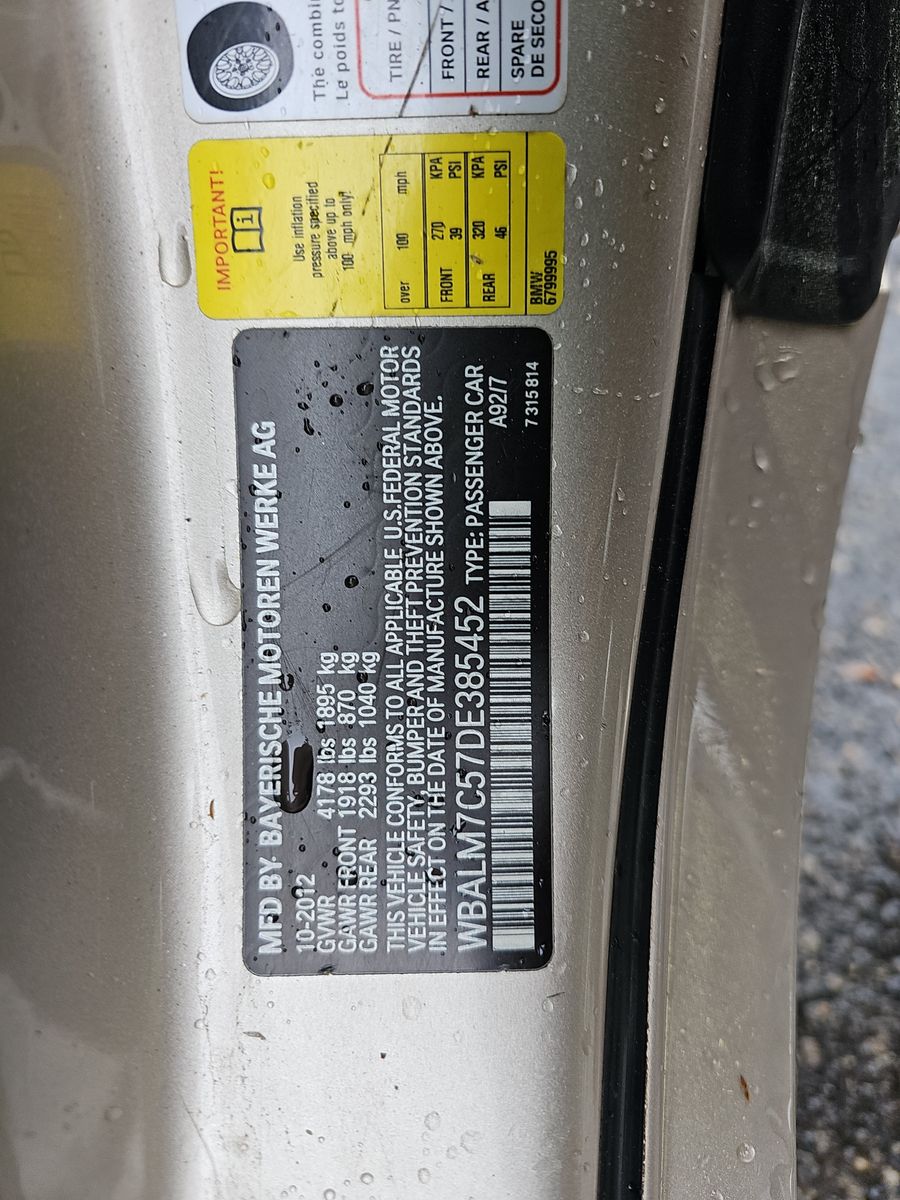 MFD BY BAYERISCHE MOTOREN WERKE AG
10-2012
GVWR 4178 lbs 1895 kg
GAWR FRONT 1918 lbs 870 kg
GAWR REAR 2293 lbs 1040 kg
THIS VEHICLE CONFORMS TO ALL APPLICABLE U.S.FEDERAL MOTOR
VEHICLE SAFETY, BUMPER AND THEFT PREVENTION STANDARDS
IN EFFECT ON THE DATE OF MANUFACTURE SHOWN ABOVE.
WBALM7C57DE385452 TYPE: PASSENGER CAR
A92/7
7 315 814
IMPORTANT!
i
Use inflation
pressure specified
above up to
100 mph only!
over 100 mph
FRONT 270 KPA
39 PSI
REAR 320 KPA
46 PSI
BMW
6799995
The combin
Le poids to
TIRE / PN
FRONT /
REAR / A
SPARE
DE SECO